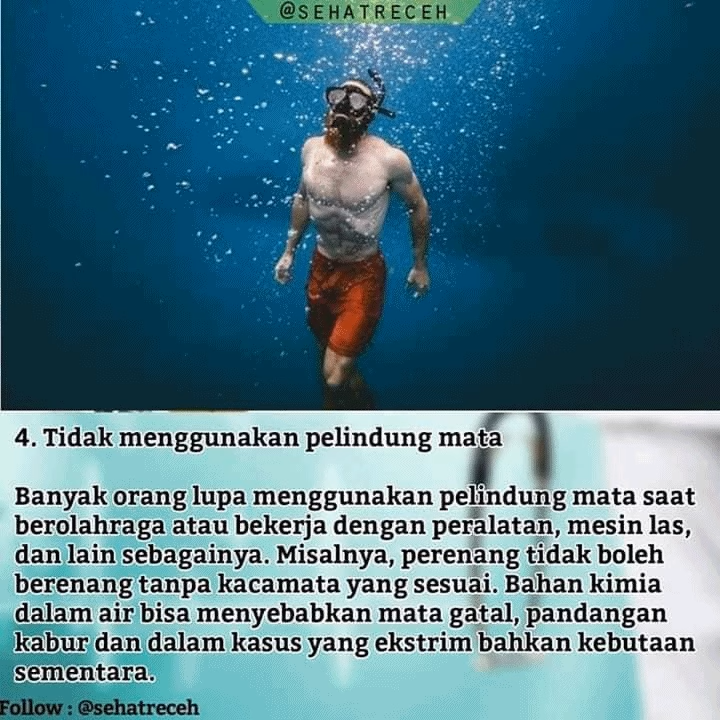 @SEHATRECEH
4. Tidak menggunakan pelindung mata
Banyak orang lupa menggunakan pelindung mata saat
berolahraga atau bekerja dengan peralatan, mesin las,
dan lain sebagainya. Misalnya, perenang tidak boleh
berenang tanpa kacamata yang sesuai. Bahan kimia
dalam air bisa menyebabkan mata gatal, pandangan
kabur dan dalam kasus yang ekstrim bahkan kebutaan
sementara.
Follow : @sehatreceh